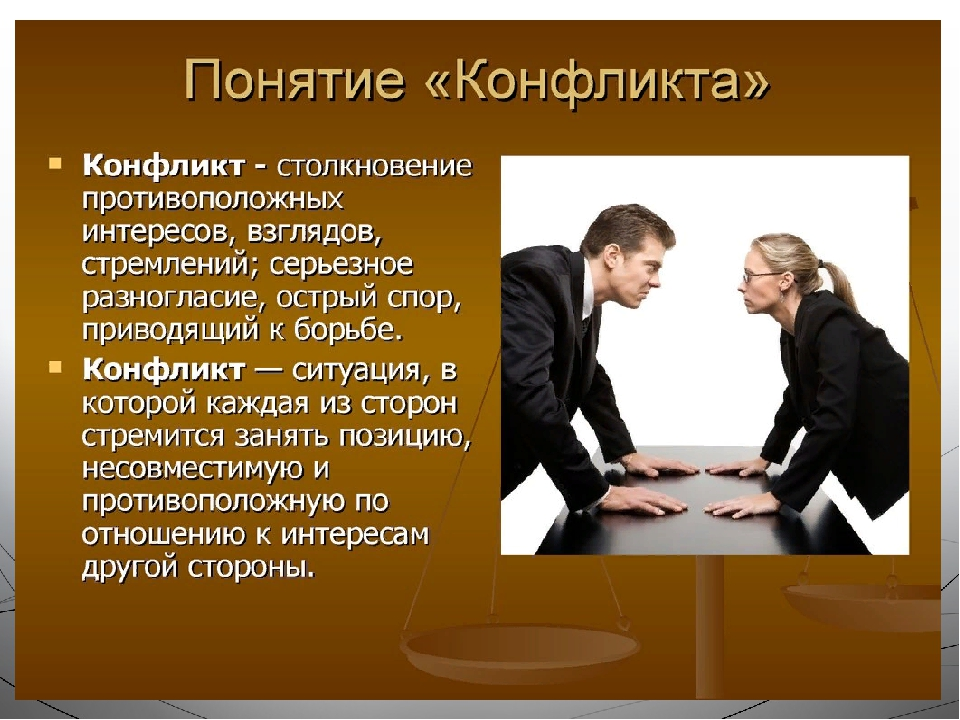 Понятие «Конфликта»
Конфликт - столкновение
противоположных
интересов, взглядов,
стремлений; серьезное
разногласие, острый спор,
приводящий к борьбе.
Конфликт — ситуация, в
которой каждая из сторон
стремится занять позицию,
несовместимую и
противоположную по
отношению к интересам
другой стороны.